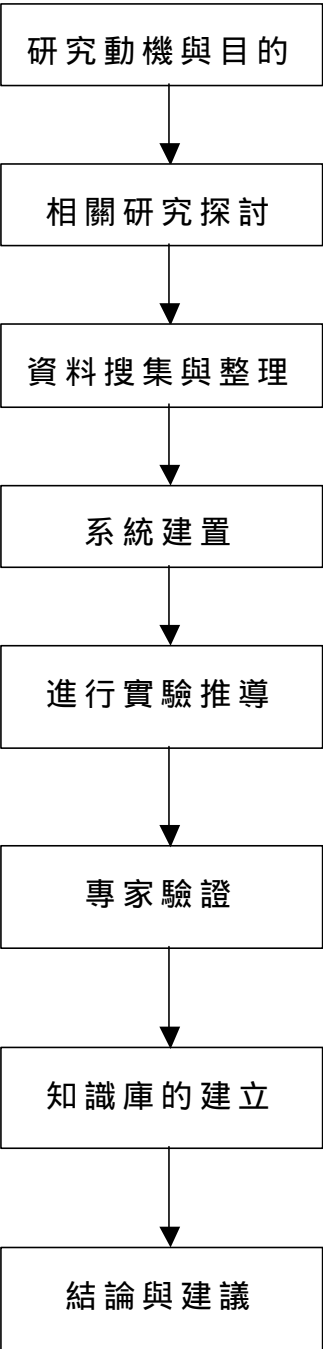 研究動機與目的
相關研究探討
資料搜集與整理
系統建置
進行實驗推導
專家驗證
知識庫的建立
結論與建議